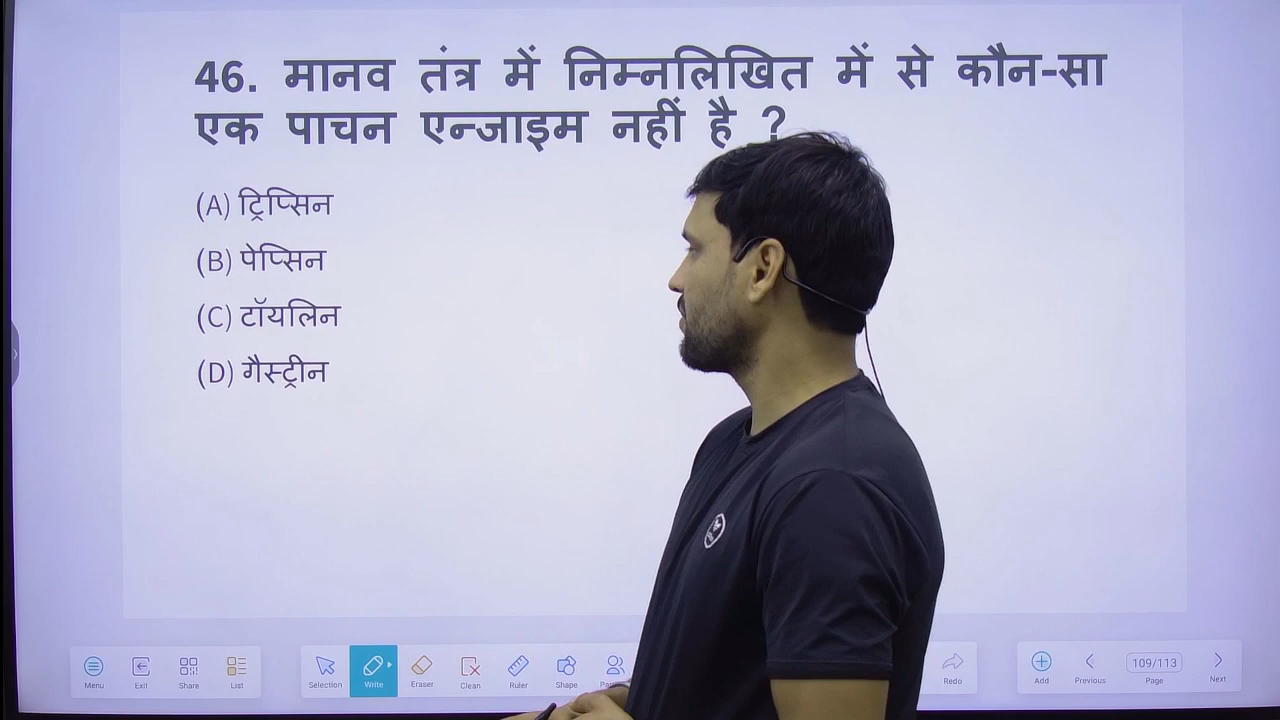 46. मानव तंत्र में निम्नलिखित में से कौन-सा
एक पाचन एन्जाइम नहीं है ?
(A) ट्रिप्सिन
(B) पेप्सिन
(C) टॉयलिन
(D) गैस्ट्रीन
Menu Exit Share List Selection Write Eraser Clean Ruler Shape Redo Add Previous 109/113 Page Next